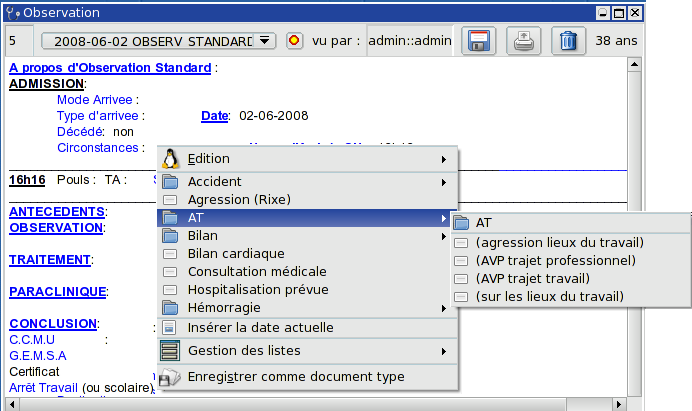 Observation
5 2008-06-02 OBSERV STANDARD vu par : admin::admin 38 ans
A propos d'Observation Standard :
ADMISSION:
Mode Arrivee :
Type d'arrivee : Date: 02-06-2008
Décédé: non
Circonstances :
16h16 Pouls : TA :
ANTECEDENTS:
OBSERVATION:
TRAITEMENT:
PARACLINIQUE:
CONCLUSION:
C.C.M.U :
G.E.M.S.A
Certificat
Arrêt Travail (ou scolaire)
Edition
Accident
Agression (Rixe)
AT
Bilan
Bilan cardiaque
Consultation médicale
Hospitalisation prévue
Hémorragie
Insérer la date actuelle
Gestion des listes
Enregistrer comme document type
AT
(agression lieux du travail)
(AVP trajet professionnel)
(AVP trajet travail)
(sur les lieux du travail)